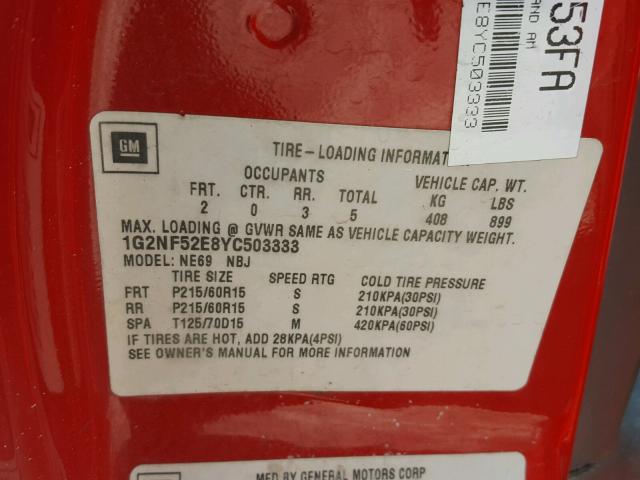 53FA
AND AM
E8YC503333
GM
TIRE-LOADING INFORMAT
OCCUPANTS VEHICLE CAP. WT.
FRT. CTR. RR. TOTAL KG LBS
2 0 3 5 408 899
MAX. LOADING @ GVWR SAME AS VEHICLE CAPACITY WEIGHT.
1G2NF52E8YC503333
MODEL: NE69 NBJ
TIRE SIZE SPEED RTG COLD TIRE PRESSURE
FRT P215/60R15 S 210KPA(30PSI)
RR P215/60R15 S 210KPA(30PSI)
SPA T125/70D15 M 420KPA(60PSI)
IF TIRES ARE HOT, ADD 28KPA(4PSI)
SEE OWNER'S MANUAL FOR MORE INFORMATION
MFD BY GENERAL MOTORS CORP